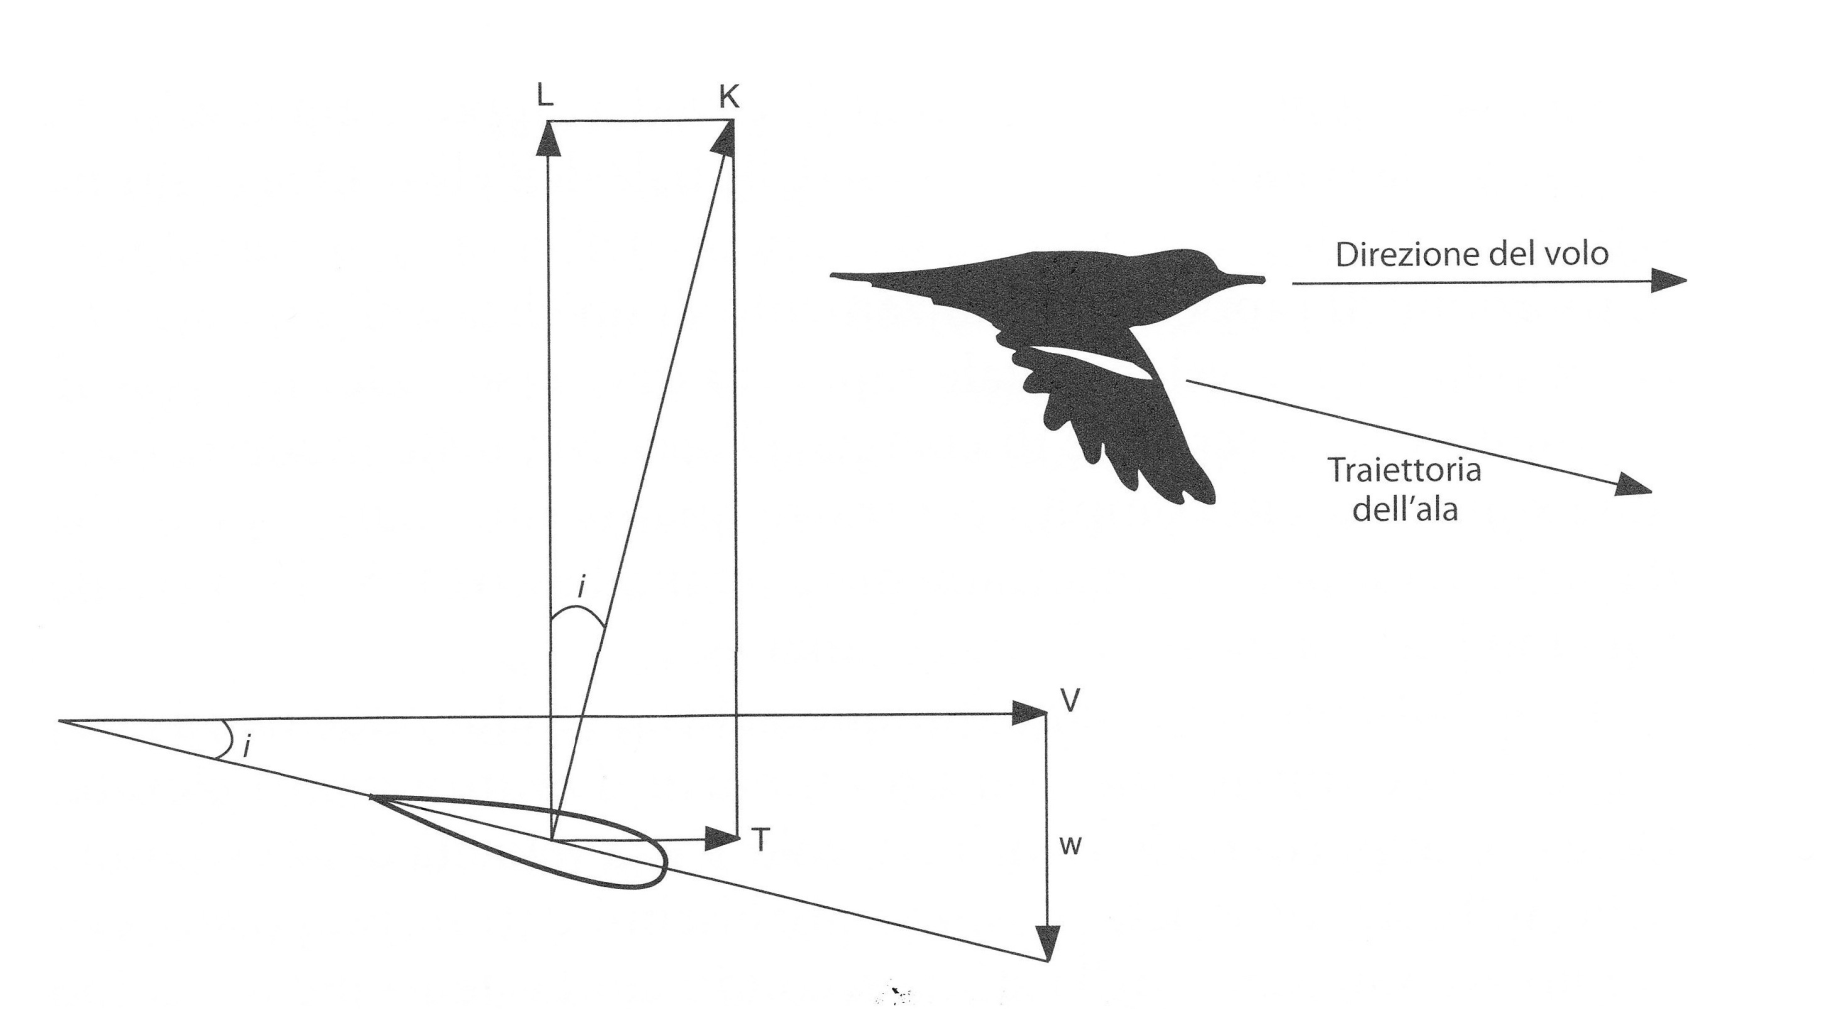 L
K
Direzione del volo
Traiettoria
dell'ala
i
V
i
T
w